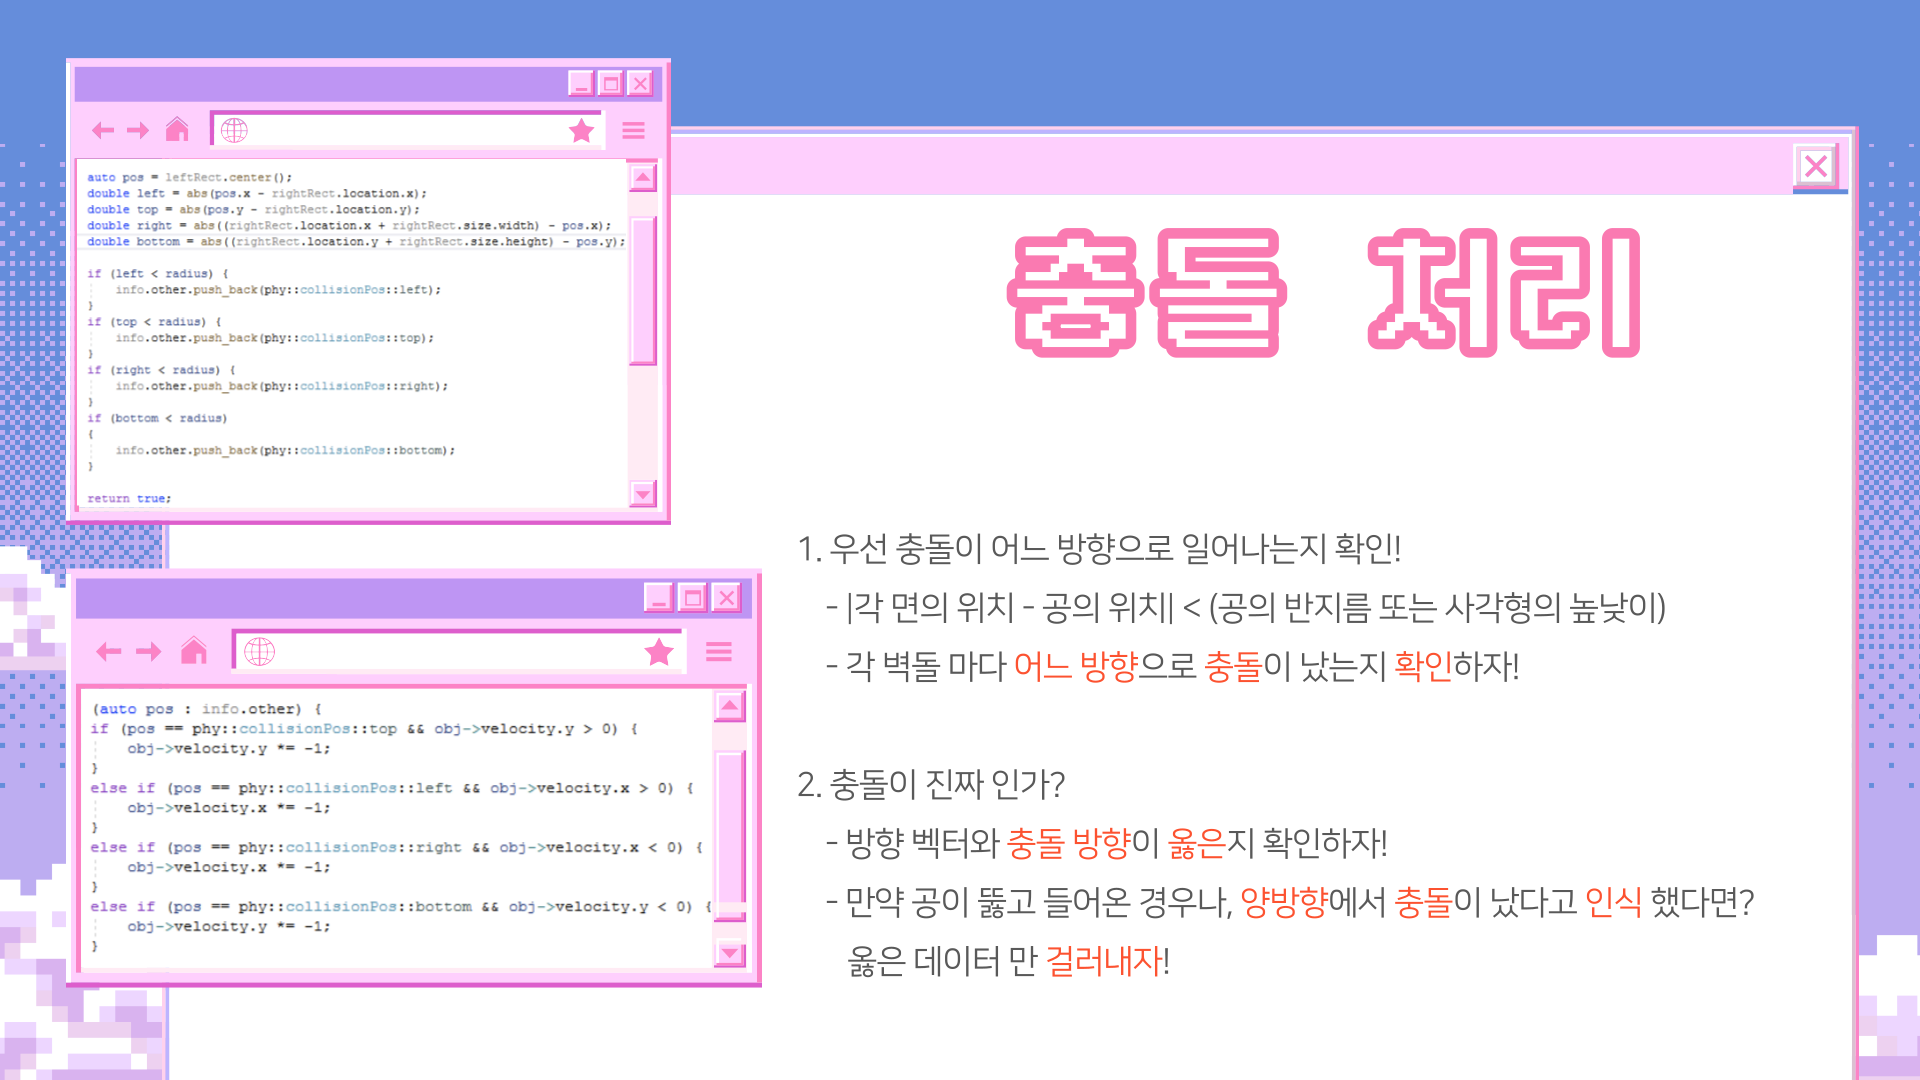 auto pos = leftRect.center();
double left = abs(pos.x - rightRect.location.x);
double top = abs(pos.y - rightRect.location.y);
double right = abs((rightRect.location.x + rightRect.size.width) - pos.x);
double bottom = abs((rightRect.location.y + rightRect.size.height) - pos.y);
if (left < radius) {
info.other.push_back(phy::collisionPos::left);
}
if (top < radius) {
info.other.push_back(phy::collisionPos::top);
}
if (right < radius) {
info.other.push_back(phy::collisionPos::right);
}
if (bottom < radius)
{
info.other.push_back(phy::collisionPos::bottom);
}
return true;
(auto pos : info.other) {
if (pos == phy::collisionPos::top && obj->velocity.y > 0) {
obj->velocity.y *= -1;
}
else if (pos == phy::collisionPos::left && obj->velocity.x > 0) {
obj->velocity.x *= -1;
}
else if (pos == phy::collisionPos::right && obj->velocity.x < 0) {
obj->velocity.x *= -1;
}
else if (pos == phy::collisionPos::bottom && obj->velocity.y < 0) {
obj->velocity.y *= -1;
}
충돌 처리
1. 우선 충돌이 어느 방향으로 일어나는지 확인!
- |각 면의 위치 - 공의 위치| < (공의 반지름 또는 사각형의 높낮이)
- 각 벽돌 마다 어느 방향으로 충돌이 났는지 확인하자!
2. 충돌이 진짜 인가?
- 방향 벡터와 충돌 방향이 옳은지 확인하자!
- 만약 공이 뚫고 들어온 경우나, 양방향에서 충돌이 났다고 인식 했다면?
옳은 데이터 만 걸러내자!